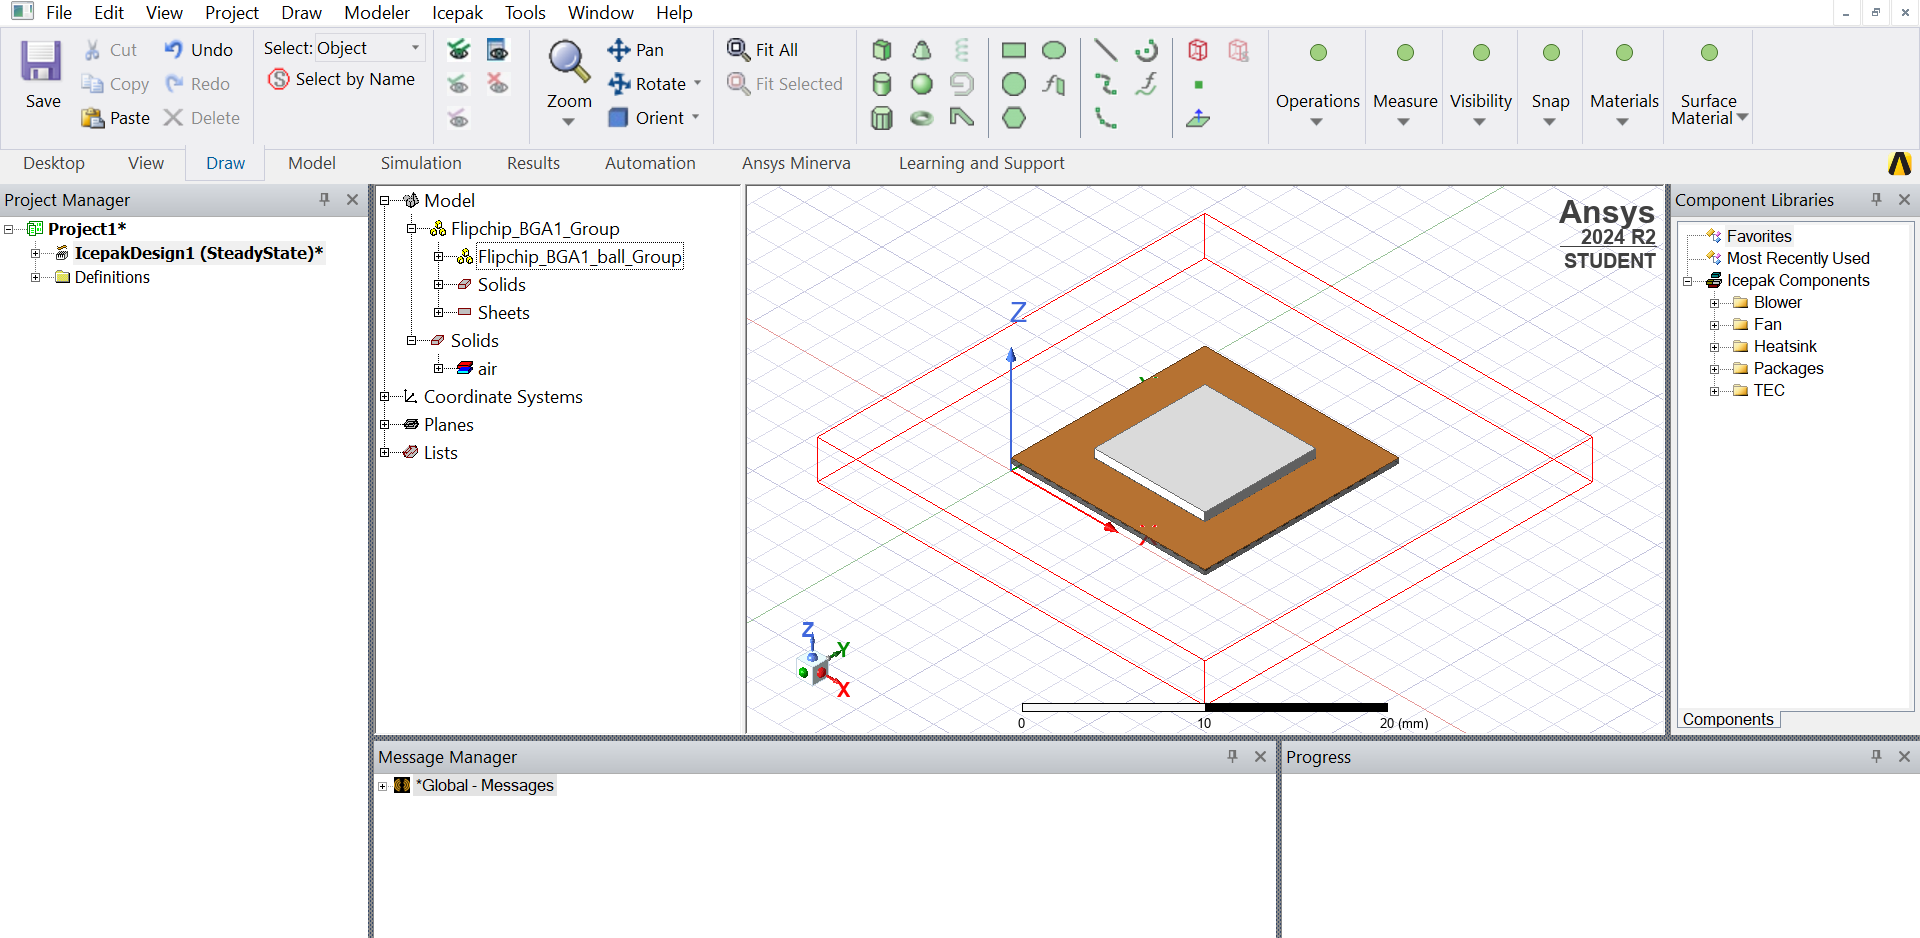 File Edit View Project Draw Modeler Icepak Tools Window Help
Save
Cut
Copy
Paste
Undo
Redo
Delete
Select: Object
Select by Name
Zoom
Pan
Rotate
Orient
Fit All
Fit Selected
Operations
Measure
Visibility
Snap
Materials
Surface
Material
Desktop View Draw Model Simulation Results Automation Ansys Minerva Learning and Support
Project Manager
Project1*
IcepakDesign1 (SteadyState)*
Definitions
Model
Flipchip_BGA1_Group
Flipchip_BGA1_ball_Group
Solids
Sheets
Solids
air
Coordinate Systems
Planes
Lists
Ansys
2024 R2
STUDENT
Z
Z
Y
X
0 10 20 (mm)
Component Libraries
Favorites
Most Recently Used
Icepak Components
Blower
Fan
Heatsink
Packages
TEC
Components
Message Manager
*Global - Messages
Progress